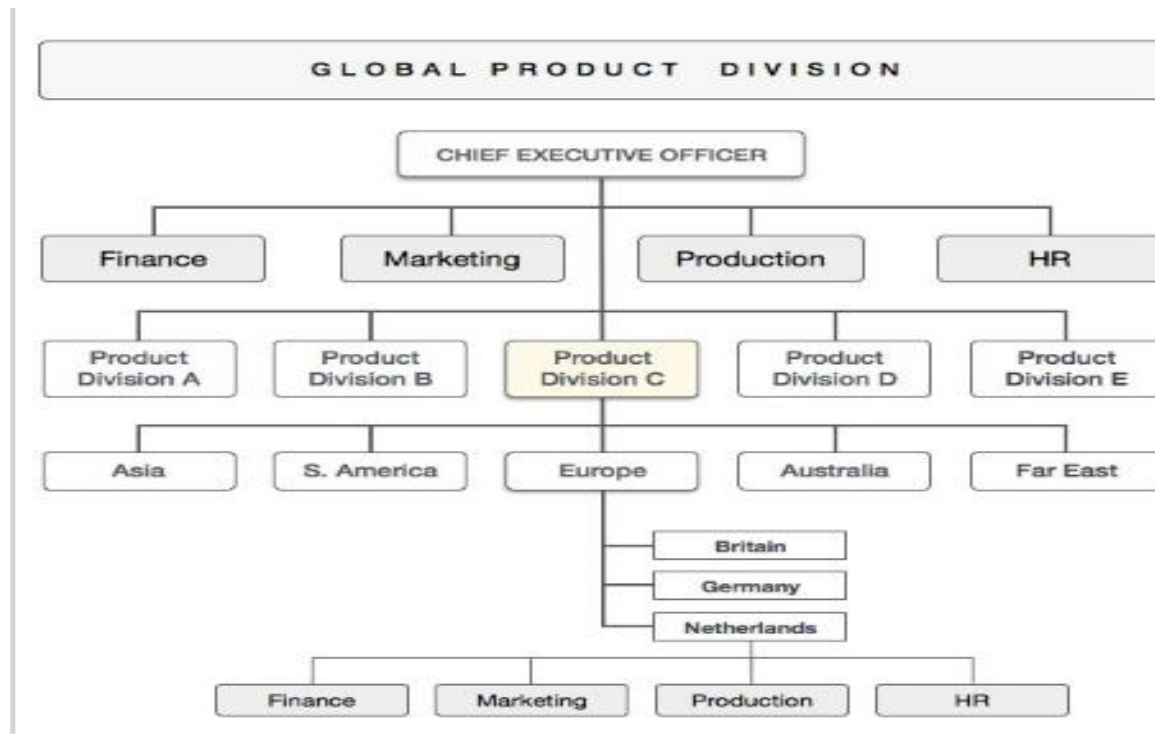 GLOBAL PRODUCT DIVISION
CHIEF EXECUTIVE OFFICER
Finance
Marketing
Production
HR
Product
Division A
Product
Division B
Product
Division C
Product
Division D
Product
Division E
Asia
S. America
Europe
Australia
Far East
Britain
Germany
Netherlands
Finance
Marketing
Production
HR